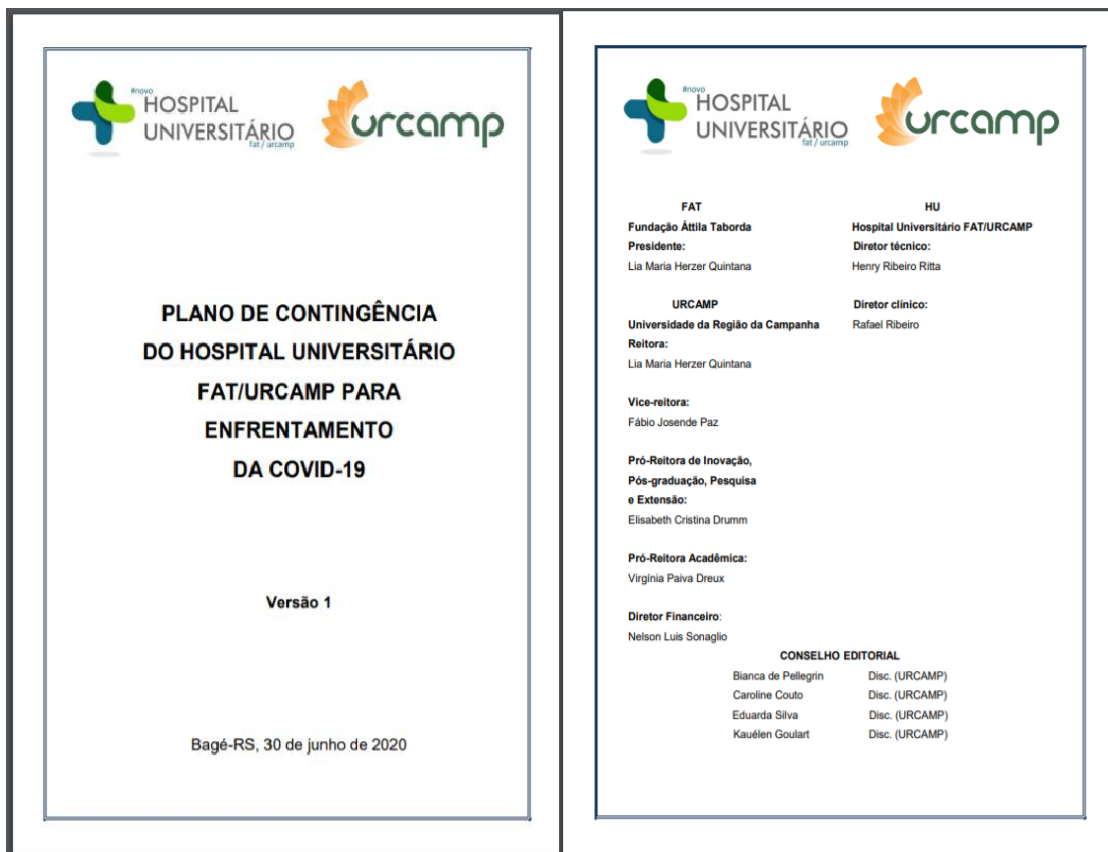 #novo
HOSPITAL
UNIVERSITÁRIO
fat / urcamp
urcamp
PLANO DE CONTINGÊNCIA
DO HOSPITAL UNIVERSITÁRIO
FAT/URCAMP PARA
ENFRENTAMENTO
DA COVID-19
Versão 1
Bagé-RS, 30 de junho de 2020
#novo
HOSPITAL
UNIVERSITÁRIO
fat / urcamp
urcamp
FAT
Fundação Áttila Taborda
Presidente:
Lia Maria Herzer Quintana
URCAMP
Universidade da Região da Campanha
Reitora:
Lia Maria Herzer Quintana
Vice-reitora:
Fábio Josende Paz
Pró-Reitora de Inovação,
Pós-graduação, Pesquisa
e Extensão:
Elisabeth Cristina Drumm
Pró-Reitora Acadêmica:
Virgínia Paiva Dreux
Diretor Financeiro:
Nelson Luis Sonaglio
HU
Hospital Universitário FAT/URCAMP
Diretor técnico:
Henry Ribeiro Ritta
Diretor clínico:
Rafael Ribeiro
CONSELHO EDITORIAL
Bianca de Pellegrin Disc. (URCAMP)
Caroline Couto Disc. (URCAMP)
Eduarda Silva Disc. (URCAMP)
Kauélen Goulart Disc. (URCAMP)